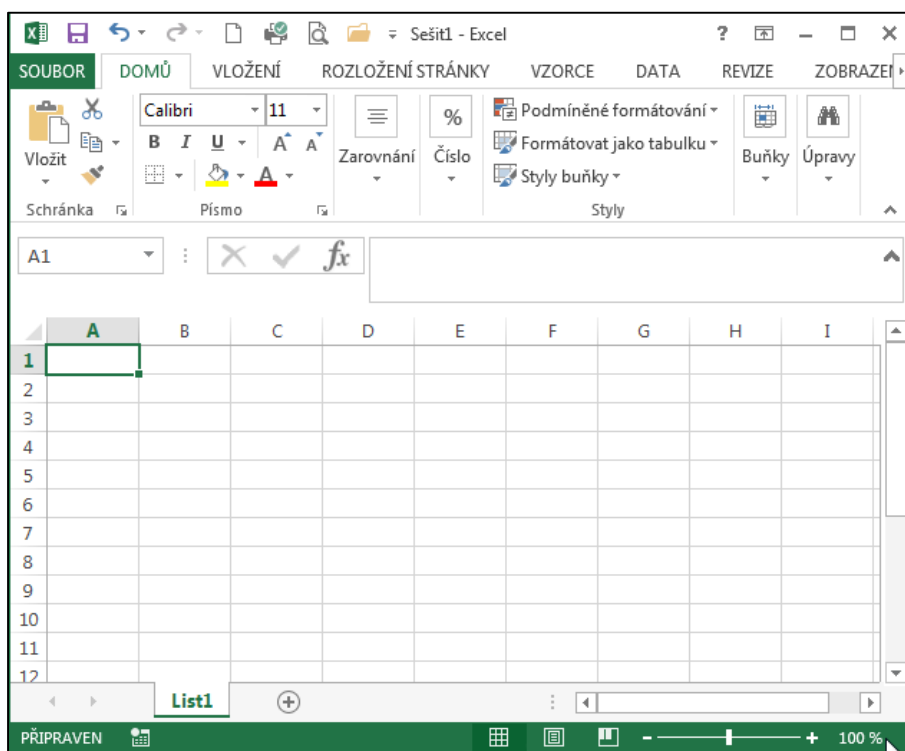 Sešit1 - Excel ?
SOUBOR DOMŮ VLOŽENÍ ROZLOŽENÍ STRÁNKY VZORCE DATA REVIZE ZOBRAZEN
Calibri 11 % Podmíněné formátování
B I U A A Formátovat jako tabulku
Vložit A Zarovnání Číslo Styly buňky Buňky Úpravy
Schránka Písmo Styly
A1 fx
A B C D E F G H I
1
2
3
4
5
6
7
8
9
10
11
12
List1
PŘIPRAVEN - + 100 %